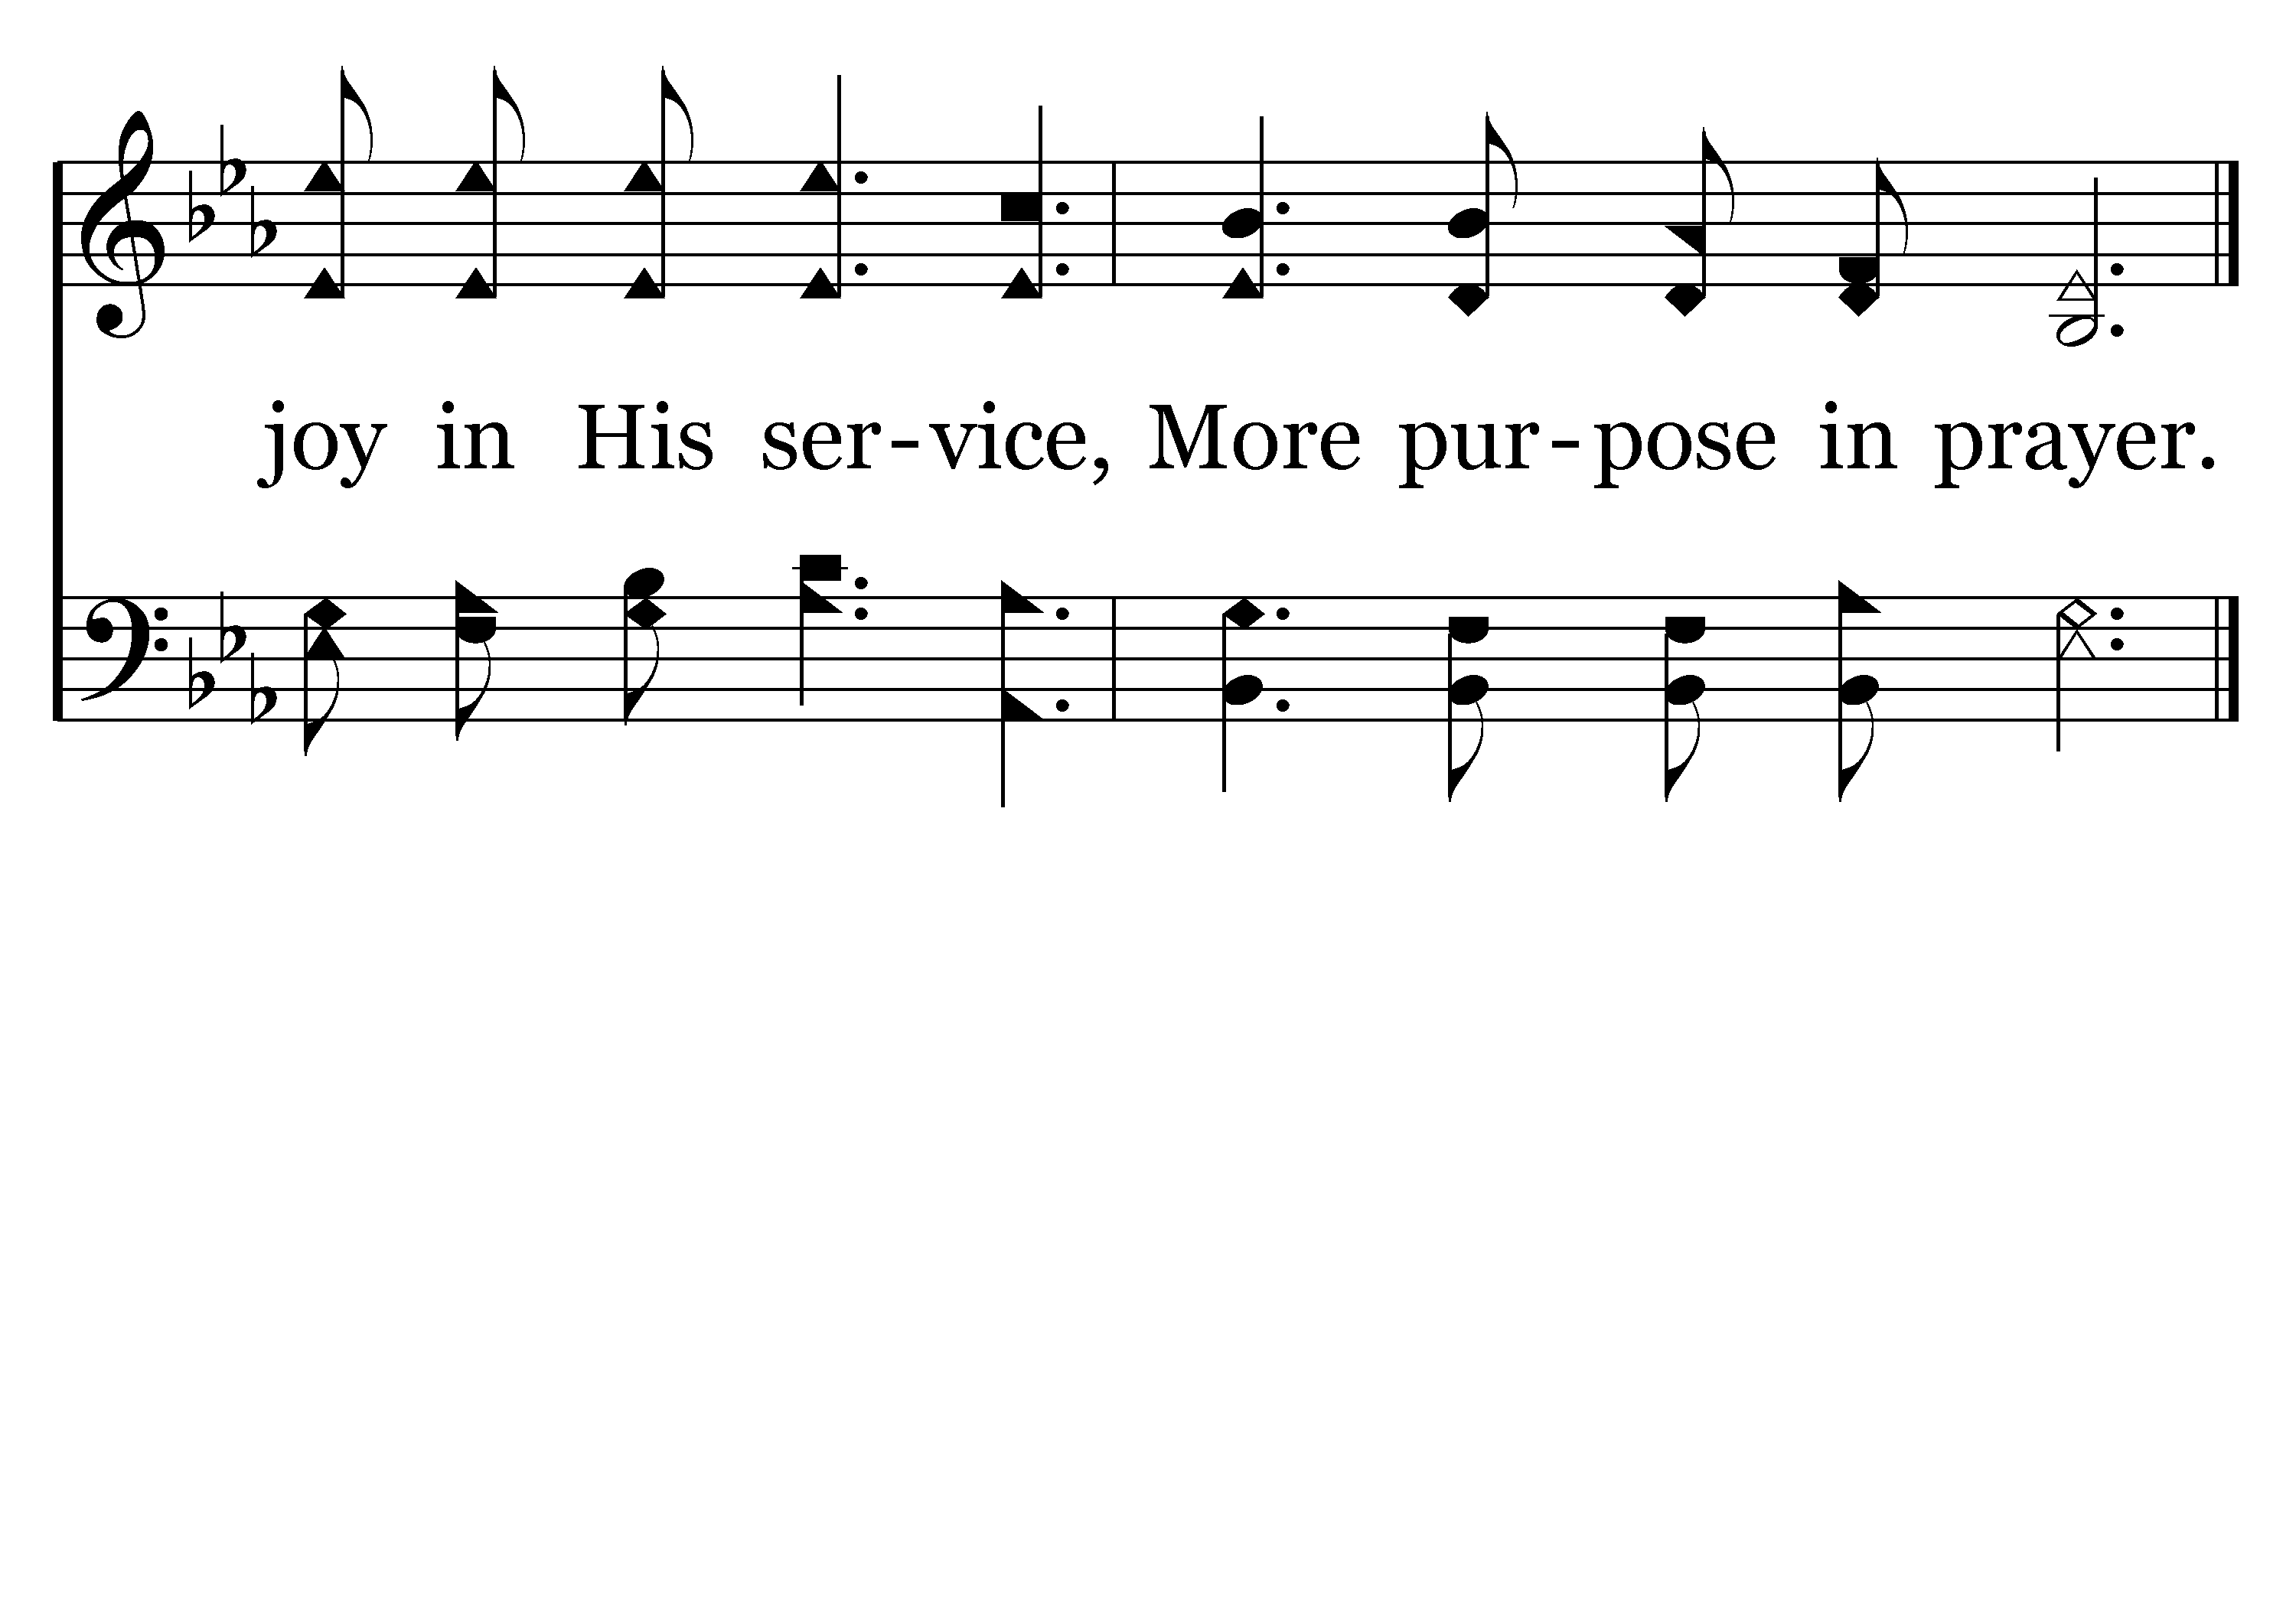 joy in His ser-vice, More pur-pose in prayer.